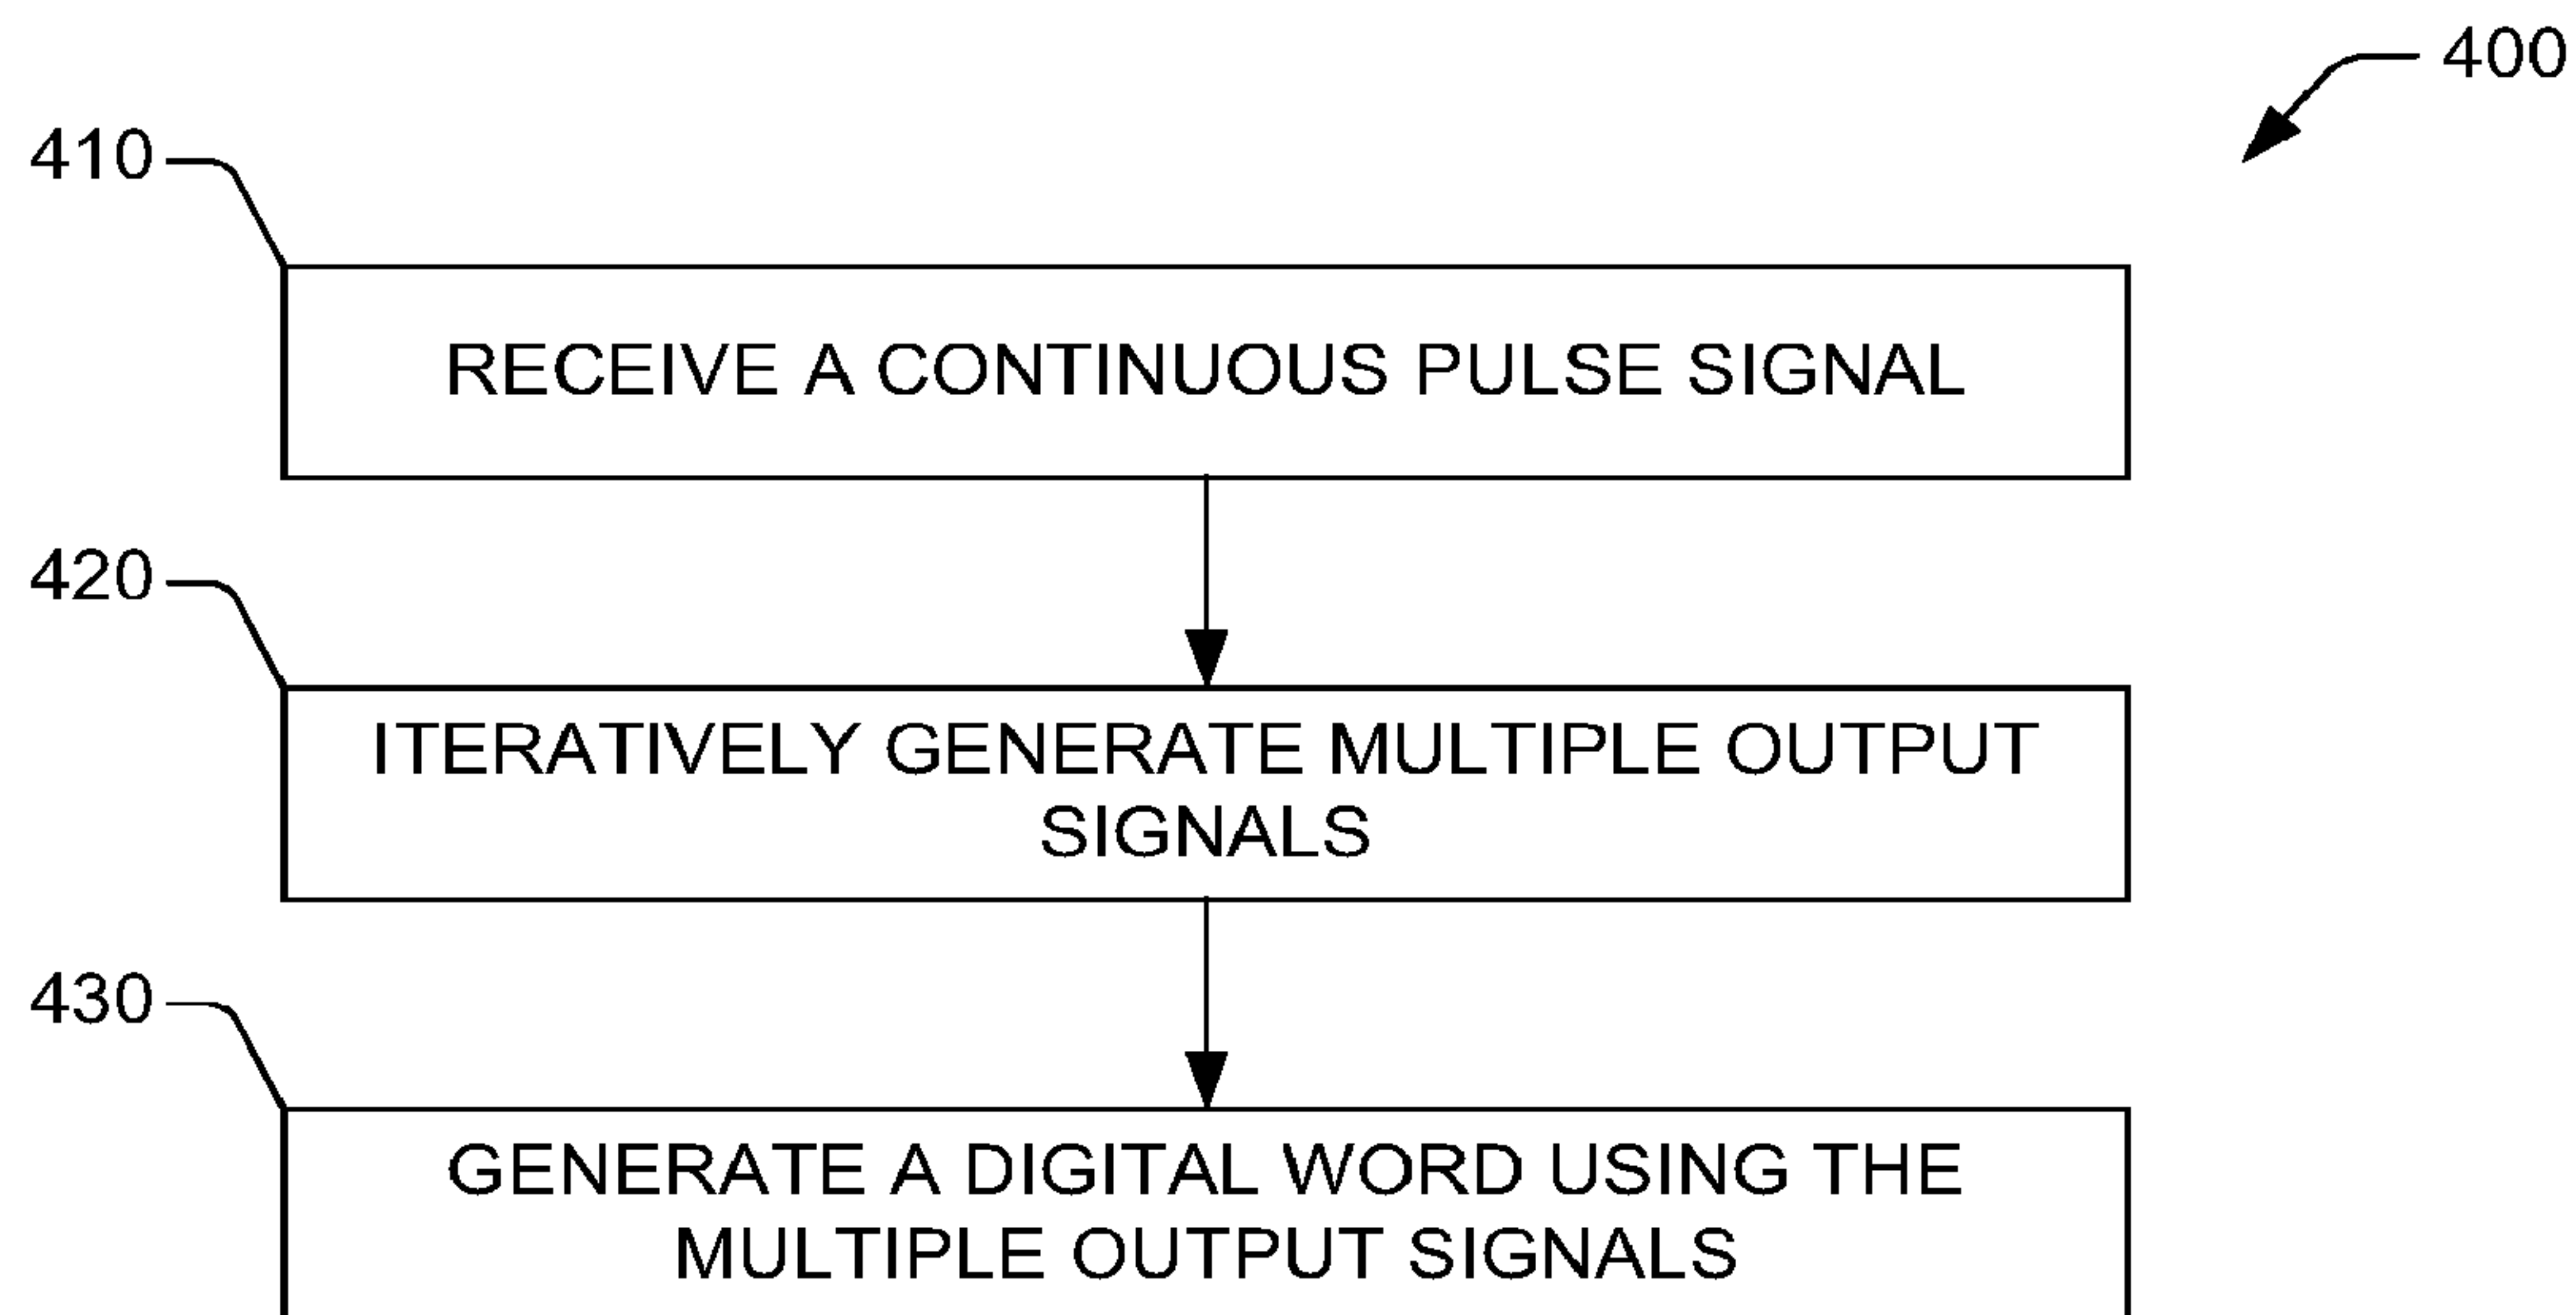 400
410
RECEIVE A CONTINUOUS PULSE SIGNAL
420
ITERATIVELY GENERATE MULTIPLE OUTPUT
SIGNALS
430
GENERATE A DIGITAL WORD USING THE
MULTIPLE OUTPUT SIGNALS